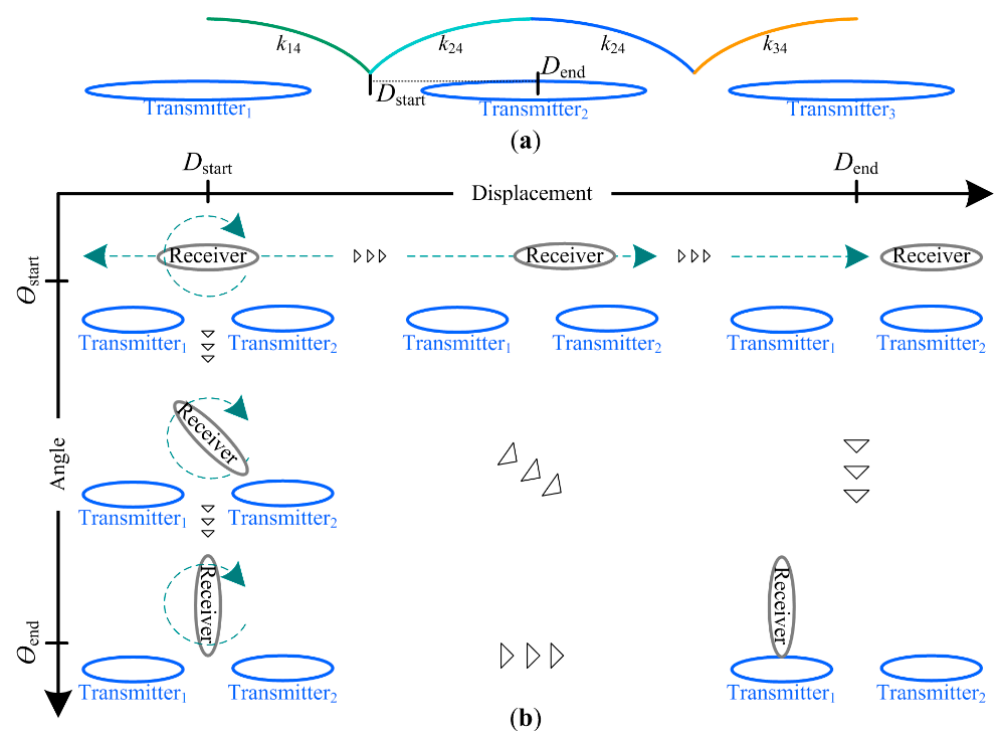 k14 k24 k24 k34
Dstart Dend
Transmitter1 Transmitter2 Transmitter3
(a)
Dstart Dend
Displacement
Angle
Θstart
Receiver Receiver Receiver
Transmitter1 Transmitter2 Transmitter1 Transmitter2 Transmitter1 Transmitter2
Receiver
Transmitter1 Transmitter2
Θend
Receiver Receiver
Transmitter1 Transmitter2 Transmitter1 Transmitter2
(b)